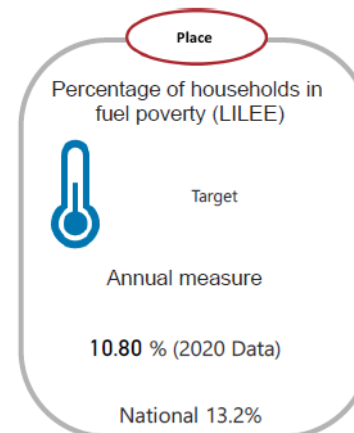 Place
Percentage of households in
fuel poverty (LILEE)
Target
Annual measure
10.80 % (2020 Data)
National 13.2%